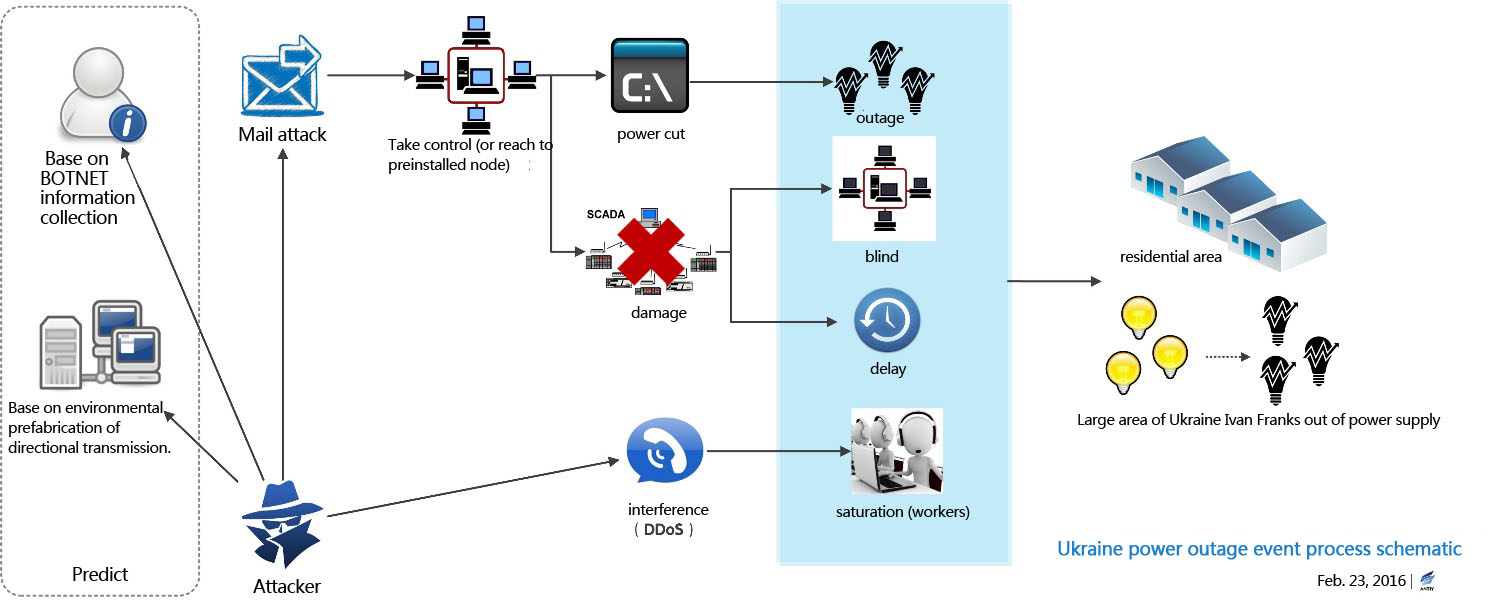 Base on
BOTNET
information
collection
Base on environmental
prefabrication of
directional transmission.
Predict
Mail attack
Attacker
Take control (or reach to
preinstalled node)
C:\
power cut
SCADA
damage
interference
( DDoS )
outage
blind
delay
saturation (workers)
residential area
Large area of Ukraine Ivan Franks out of power supply
Ukraine power outage event process schematic
Feb. 23, 2016 |
ANTIY